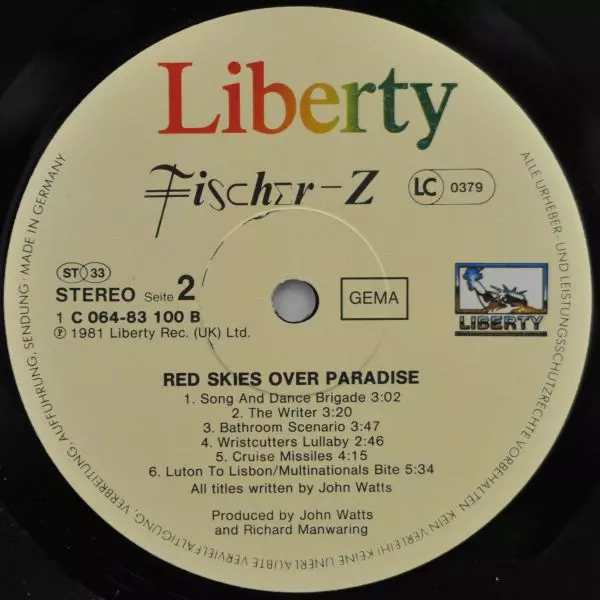 Liberty
Fischer-Z
LC 0379
ST 33
STEREO Seite 2
1 C 064-83 100 B
℗ 1981 Liberty Rec. (UK) Ltd.
GEMA
LIBERTY
RED SKIES OVER PARADISE
1. Song And Dance Brigade 3:02
2. The Writer 3:20
3. Bathroom Scenario 3:47
4. Wristcutters Lullaby 2:46
5. Cruise Missiles 4:15
6. Luton To Lisbon/Multinationals Bite 5:34
All titles written by John Watts
Produced by John Watts
and Richard Manwaring
ALLE URHEBER- UND LEISTUNGSSCHUTZRECHTE VORBEHALTEN. KEIN VERLEIH! KEINE UNERLAUBTE VERVIELFÄLTIGUNG, VERBREITUNG, AUFFÜHRUNG, SENDUNG · MADE IN GERMANY